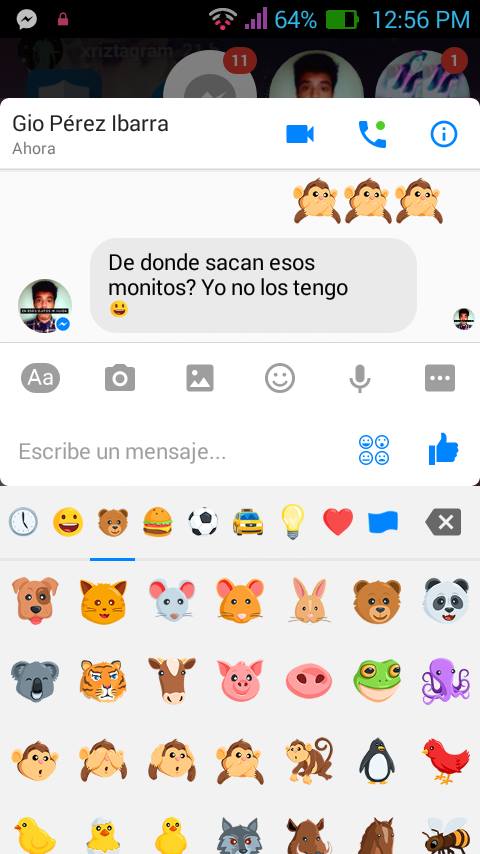 64% 12:56 PM
xriztagram
11
1
Gio Pérez Ibarra
Ahora
De donde sacan esos
monitos? Yo no los tengo
Aa
Escribe un mensaje...